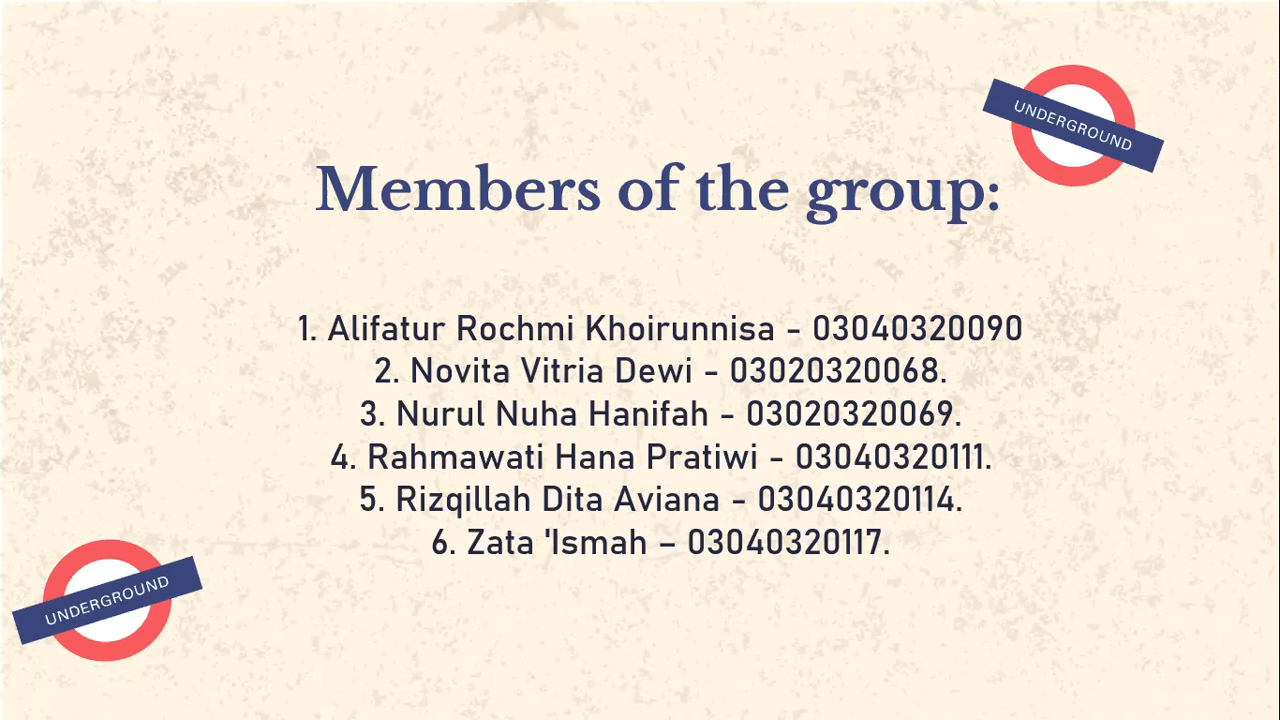 UNDERGROUND
Members of the group:
1. Alifatur Rochmi Khoirunnisa - 03040320090
2. Novita Vitria Dewi - 03020320068.
3. Nurul Nuha Hanifah - 03020320069.
4. Rahmawati Hana Pratiwi - 03040320111.
5. Rizqillah Dita Aviana - 03040320114.
6. Zata 'Ismah – 03040320117.
UNDERGROUND